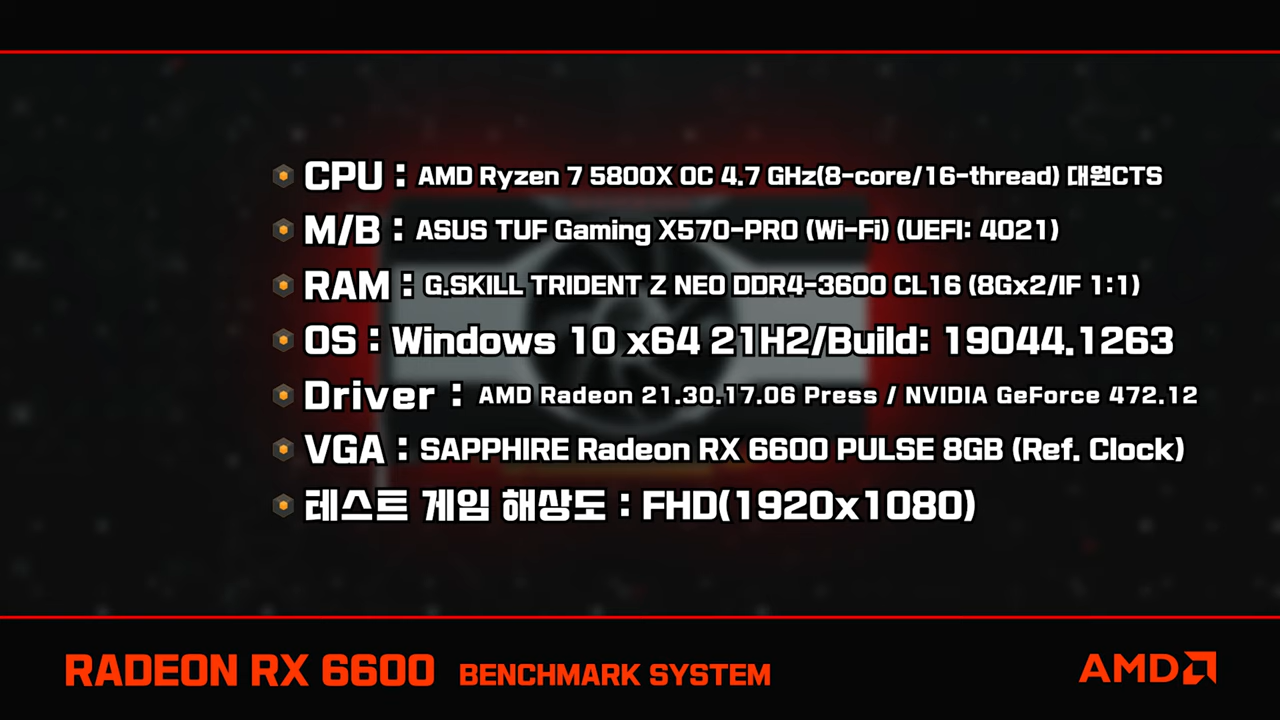 CPU : AMD Ryzen 7 5800X OC 4.7 GHz(8-core/16-thread) 대원CTS
M/B : ASUS TUF Gaming X570-PRO (Wi-Fi) (UEFI: 4021)
RAM : G.SKILL TRIDENT Z NEO DDR4-3600 CL16 (8Gx2/IF 1:1)
OS : Windows 10 x64 21H2/Build: 19044.1263
Driver : AMD Radeon 21.30.17.06 Press / NVIDIA GeForce 472.12
VGA : SAPPHIRE Radeon RX 6600 PULSE 8GB (Ref. Clock)
테스트 게임 해상도 : FHD(1920x1080)
RADEON RX 6600 BENCHMARK SYSTEM
AMD